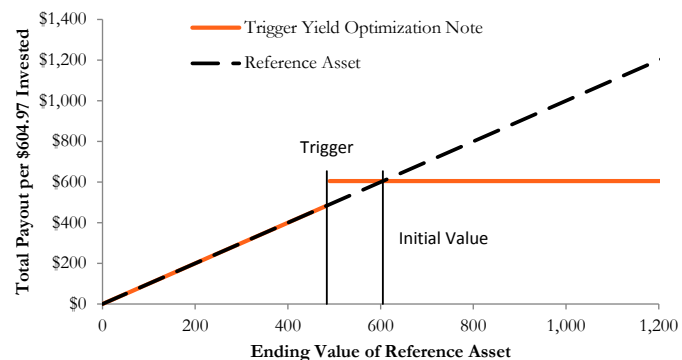 $1,400
$1,200
$1,000
$800
$600
$400
$200
$0
Total Payout per $604.97 Invested
Trigger Yield Optimization Note
Reference Asset
Trigger
Initial Value
0
200
400
600
800
1,000
1,200
Ending Value of Reference Asset